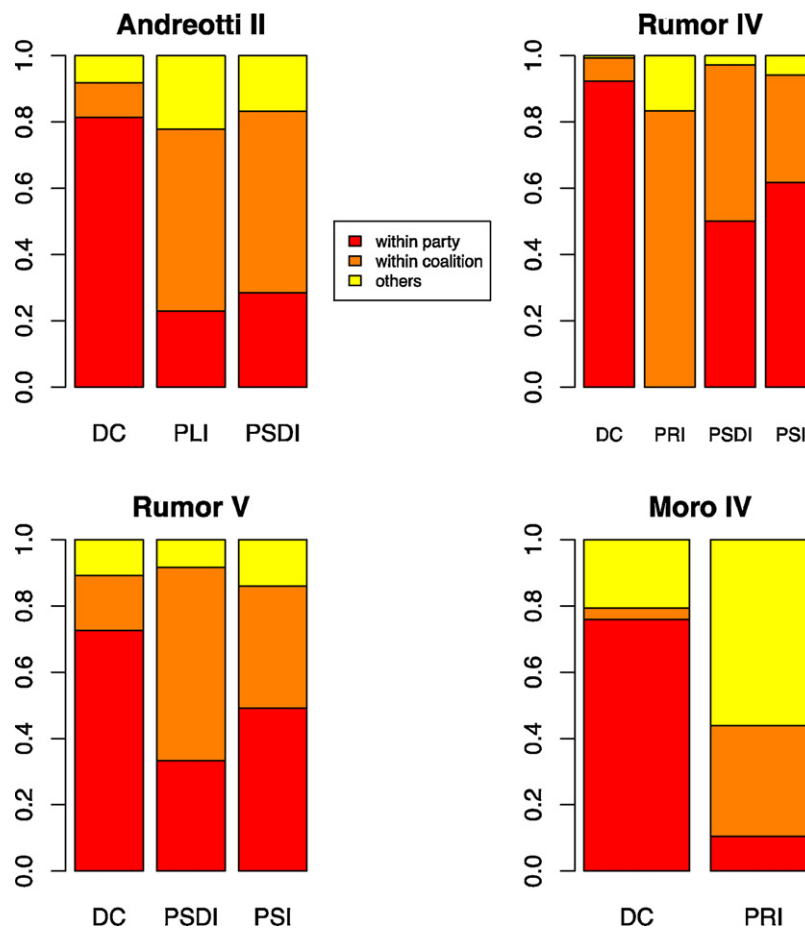 Andreotti II
1.0
0.8
0.6
0.4
0.2
0.0
DC PLI PSDI
within party
within coalition
others
Rumor IV
1.0
0.8
0.6
0.4
0.2
0.0
DC PRI PSDI PSI
Rumor V
1.0
0.8
0.6
0.4
0.2
0.0
DC PSDI PSI
Moro IV
1.0
0.8
0.6
0.4
0.2
0.0
DC PRI